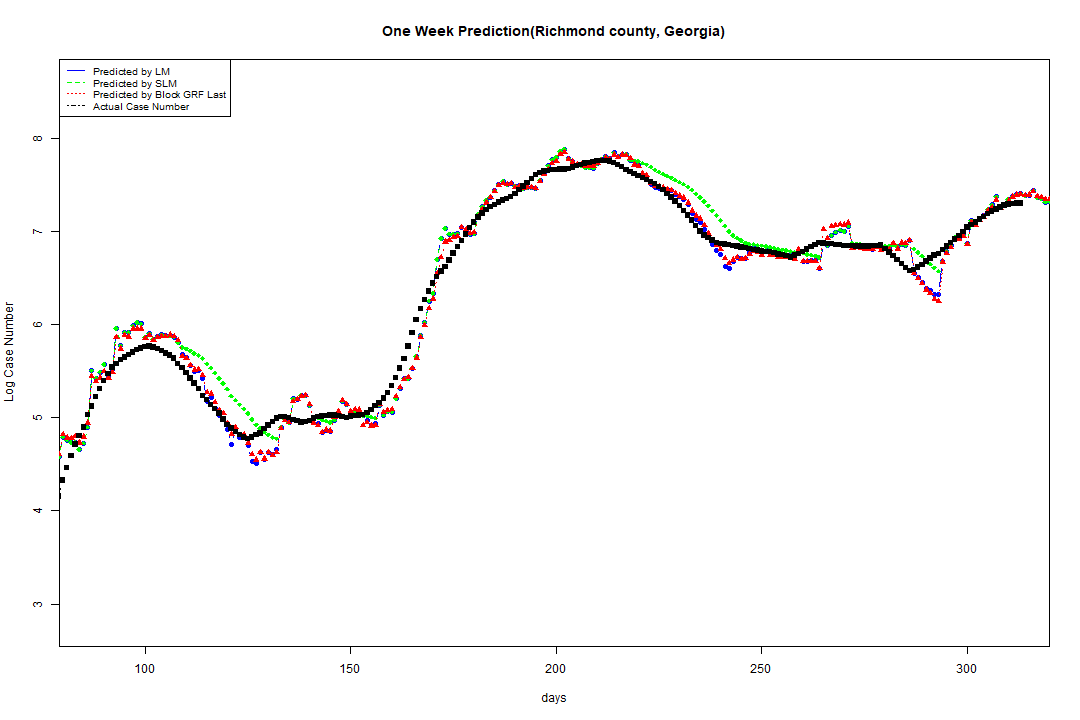 One Week Prediction(Richmond county, Georgia)
Predicted by LM
Predicted by SLM
Predicted by Block GRF Last
Actual Case Number
8
7
6
5
4
3
Log Case Number
100 150 200 250 300
days